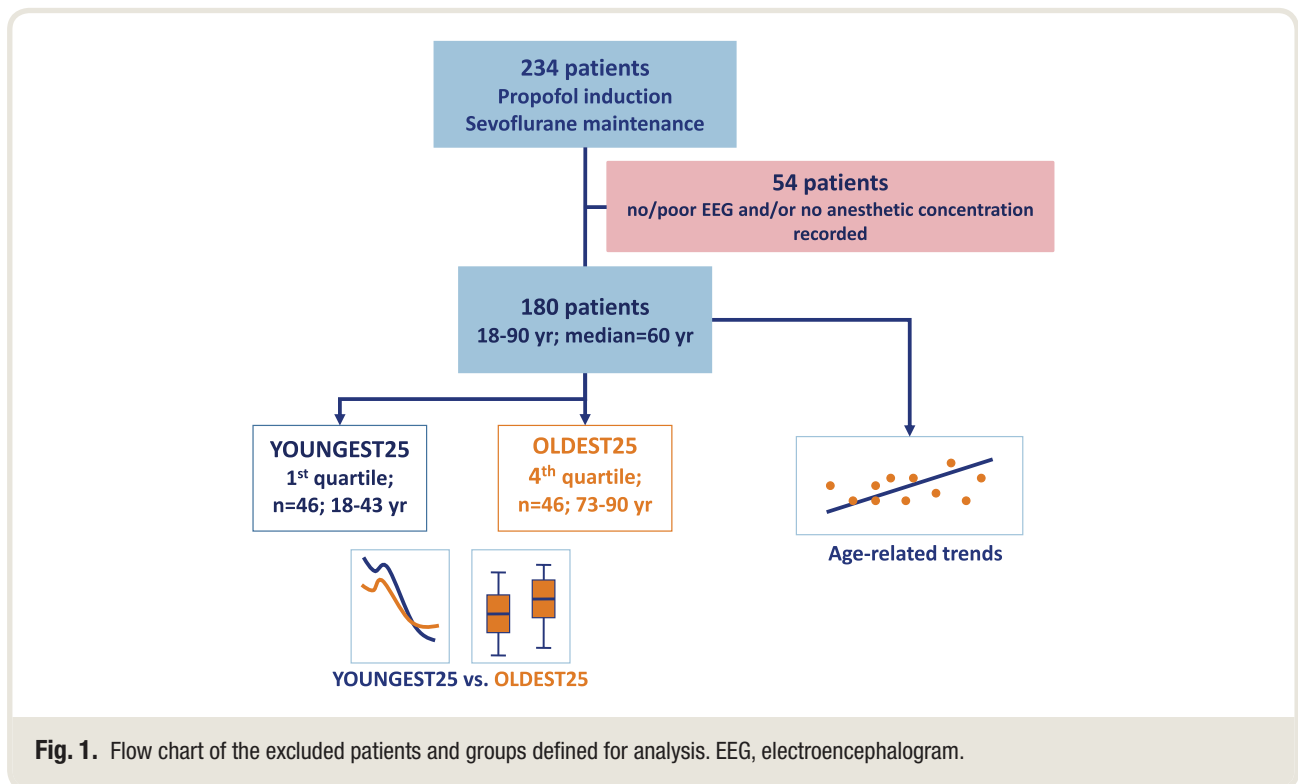 234 patients
Propofol induction
Sevoflurane maintenance
54 patients
no/poor EEG and/or no anesthetic concentration
recorded
180 patients
18-90 yr; median=60 yr
YOUNGEST25
1st quartile;
n=46; 18-43 yr
OLDEST25
4th quartile;
n=46; 73-90 yr
Age-related trends
YOUNGEST25 vs. OLDEST25
Fig. 1. Flow chart of the excluded patients and groups defined for analysis. EEG, electroencephalogram.